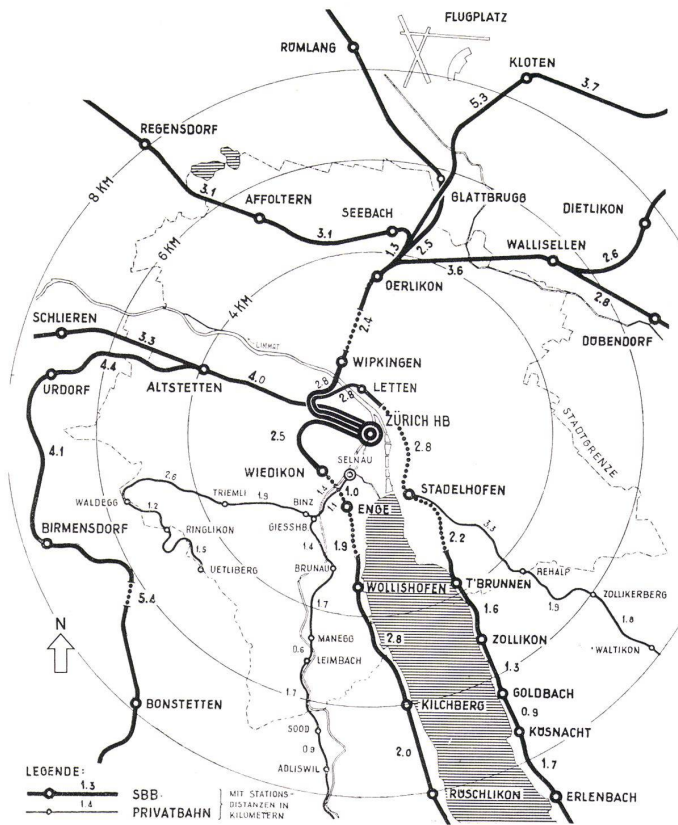 FLUGPLATZ
RÜMLANG
KLOTEN
3.7
5.3
REGENSDORF
8 KM
3.1
AFFOLTERN
SEEBACH
GLATTBRUGG
DIETLIKON
6 KM
3.1
1.3
2.5
WALLISELLEN
3.6
2.6
4 KM
OERLIKON
2.8
SCHLIEREN
2.4
DÜBENDORF
3.3
LIMMAT
WIPKINGEN
4.4
URDORF
ALTSTETTEN
4.0
2.8
2.8
LETTEN
ZÜRICH HB
2.5
2.8
STADTGRENZE
4.1
WIEDIKON
SELNAU
2.6
1.4
1.0
STADELHOFEN
WALDEGG
TRIEMLI
1.9
BINZ
1.1
ENGE
1.2
GIESSHB.
BIRMENSDORF
RINGLIKON
1.4
1.9
2.2
3.3
1.5
UETLIBERG
BRUNAU
REHALP
5.4
WOLLISHOFEN
T'BRUNNEN
1.9
ZOLLIKERBERG
1.7
1.6
1.8
N
MANEGG
2.8
ZOLLIKON
WALTIKON
0.6
LEIMBACH
1.3
1.7
GOLDBACH
BONSTETTEN
KILCHBERG
0.9
SOOD
KÜSNACHT
0.9
2.0
1.7
ADLISWIL
RÜSCHLIKON
ERLENBACH
LEGENDE:
1.3
SBB
1.4
PRIVATBAHN
MIT STATIONS-
DISTANZEN IN
KILOMETERN